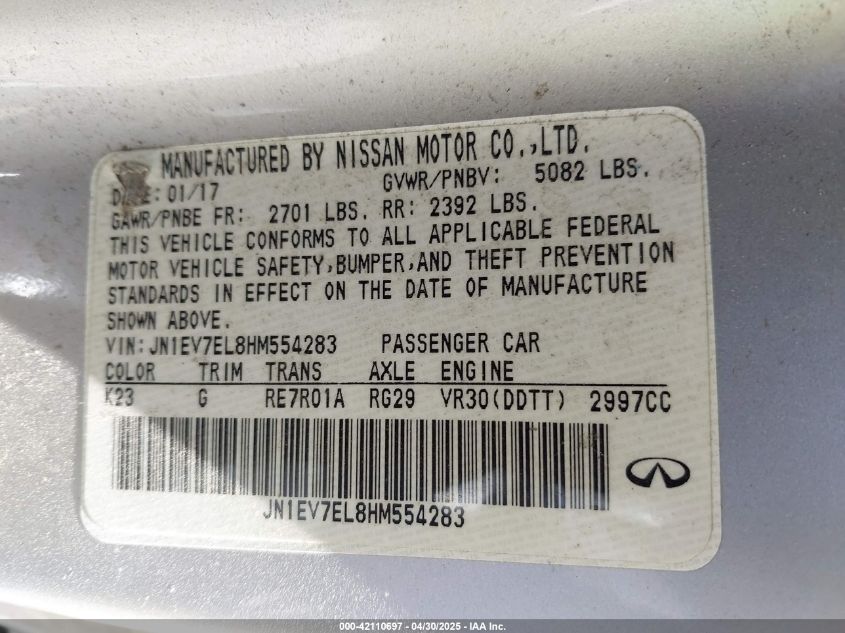 MANUFACTURED BY NISSAN MOTOR CO.,LTD.
:01/17 GVWR/PNBV: 5082 LBS.
GAWR/PNBE FR: 2701 LBS. RR: 2392 LBS.
THIS VEHICLE CONFORMS TO ALL APPLICABLE FEDERAL
MOTOR VEHICLE SAFETY,BUMPER,AND THEFT PREVENTION
STANDARDS IN EFFECT ON THE DATE OF MANUFACTURE
SHOWN ABOVE.
VIN:JN1EV7EL8HM554283 PASSENGER CAR
COLOR TRIM TRANS AXLE ENGINE
K23 G RE7R01A RG29 VR30(DDTT) 2997CC
JN1EV7EL8HM554283
000-42110697 - 04/30/2025 - IAA Inc.